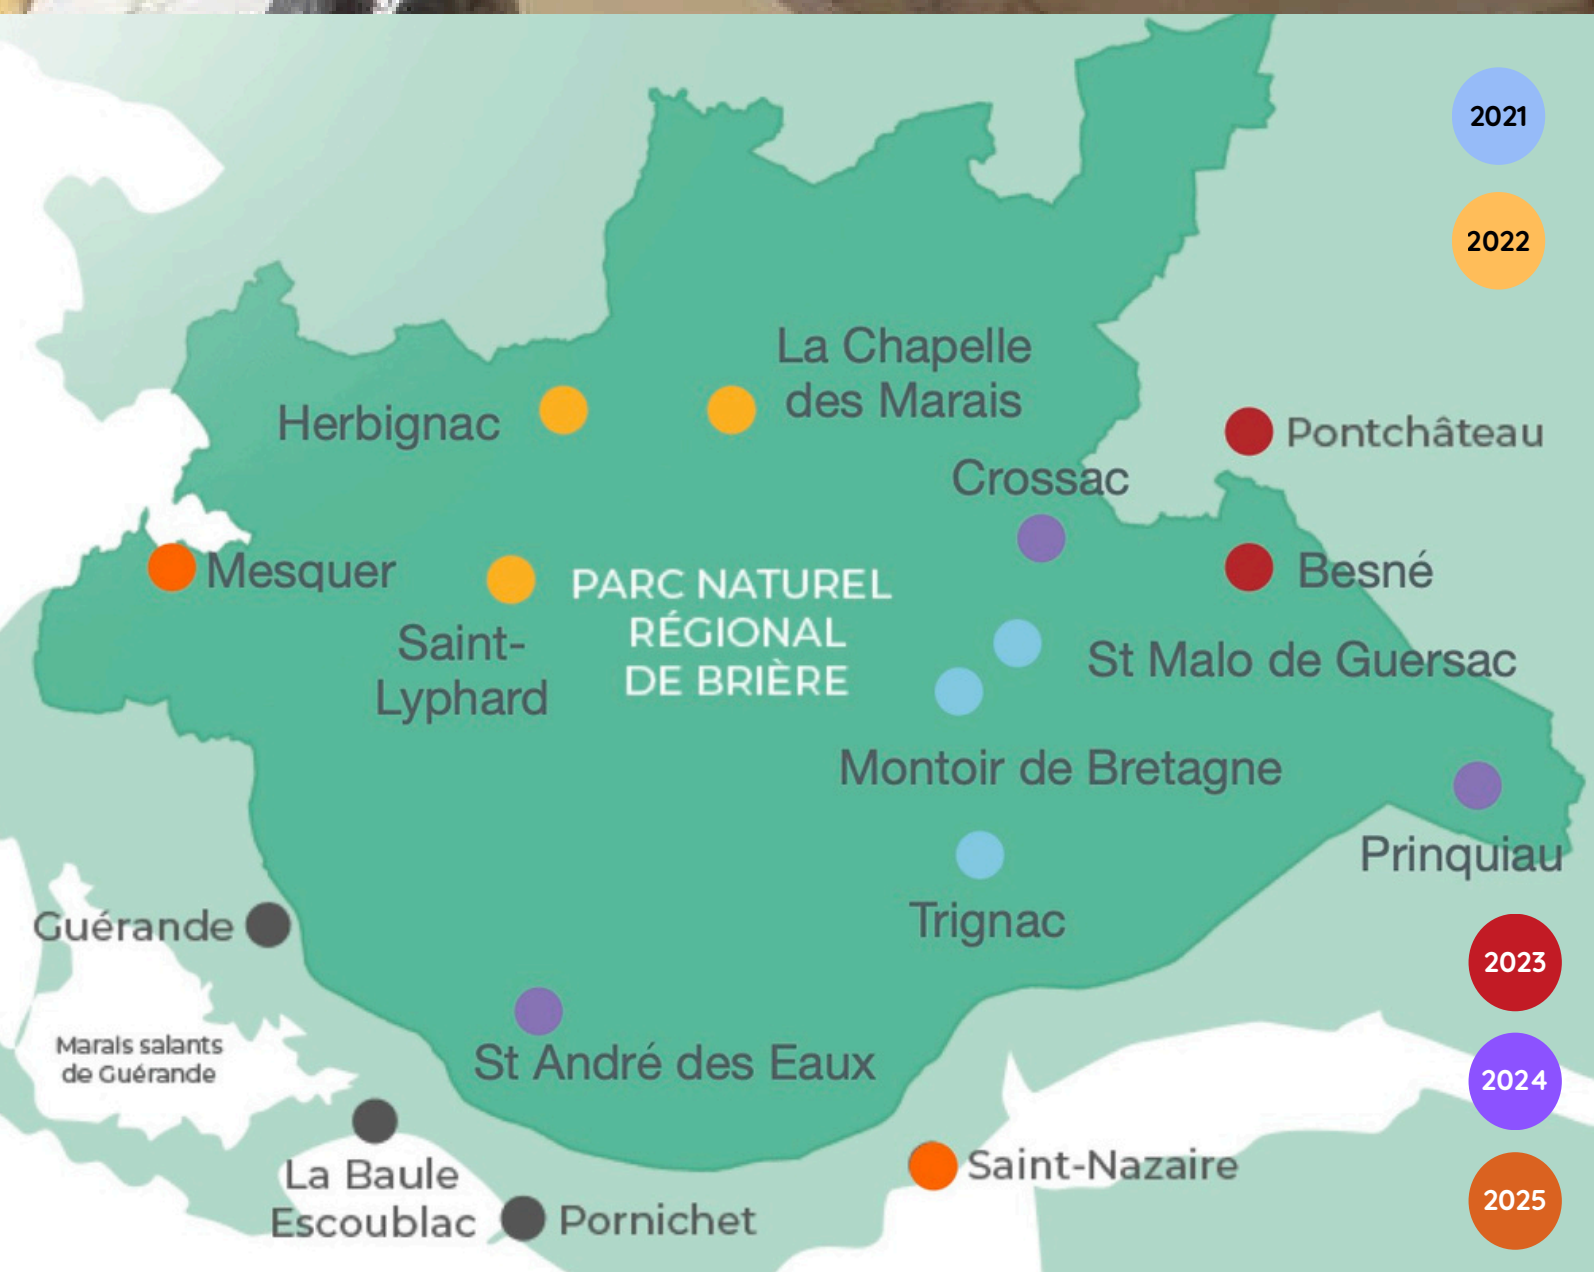 2021
2022
La Chapelle
des Marais
Herbignac
Pontchâteau
Crossac
Mesquer
Besné
PARC NATUREL
RÉGIONAL
DE BRIÈRE
Saint-
Lyphard
St Malo de Guersac
Montoir de Bretagne
Prinquiau
Trignac
Guérande
2023
Marais salants
de Guérande
St André des Eaux
2024
La Baule
Escoublac
Saint-Nazaire
2025
Pornichet